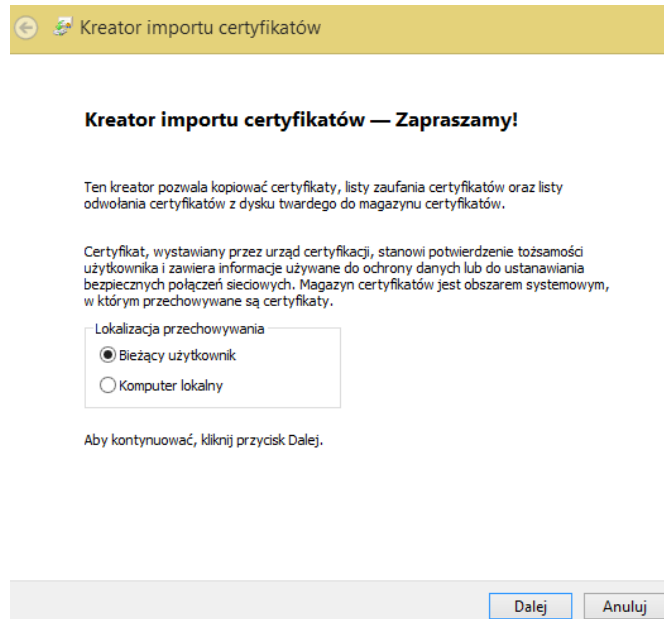 Kreator importu certyfikatów
Kreator importu certyfikatów — Zapraszamy!
Ten kreator pozwala kopiować certyfikaty, listy zaufania certyfikatów oraz listy
odwołania certyfikatów z dysku twardego do magazynu certyfikatów.
Certyfikat, wystawiany przez urząd certyfikacji, stanowi potwierdzenie tożsamości
użytkownika i zawiera informacje używane do ochrony danych lub do ustanawiania
bezpiecznych połączeń sieciowych. Magazyn certyfikatów jest obszarem systemowym,
w którym przechowywane są certyfikaty.
Lokalizacja przechowywania
Bieżący użytkownik
Komputer lokalny
Aby kontynuować, kliknij przycisk Dalej.
Dalej Anuluj